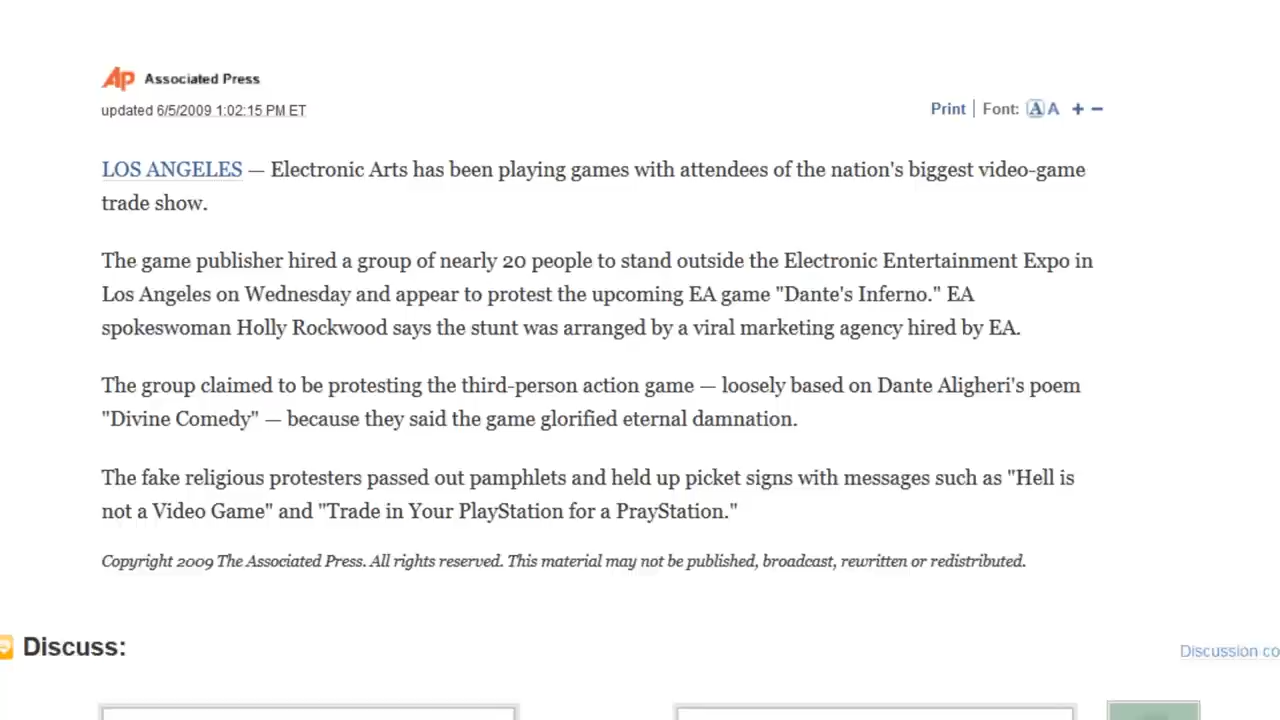 AP Associated Press
updated 6/5/2009 1:02:15 PM ET
Print | Font: A A + −
LOS ANGELES — Electronic Arts has been playing games with attendees of the nation's biggest video-game
trade show.
The game publisher hired a group of nearly 20 people to stand outside the Electronic Entertainment Expo in
Los Angeles on Wednesday and appear to protest the upcoming EA game "Dante's Inferno." EA
spokeswoman Holly Rockwood says the stunt was arranged by a viral marketing agency hired by EA.
The group claimed to be protesting the third-person action game — loosely based on Dante Aligheri's poem
"Divine Comedy" — because they said the game glorified eternal damnation.
The fake religious protesters passed out pamphlets and held up picket signs with messages such as "Hell is
not a Video Game" and "Trade in Your PlayStation for a PrayStation."
Copyright 2009 The Associated Press. All rights reserved. This material may not be published, broadcast, rewritten or redistributed.
Discuss:
Discussion co